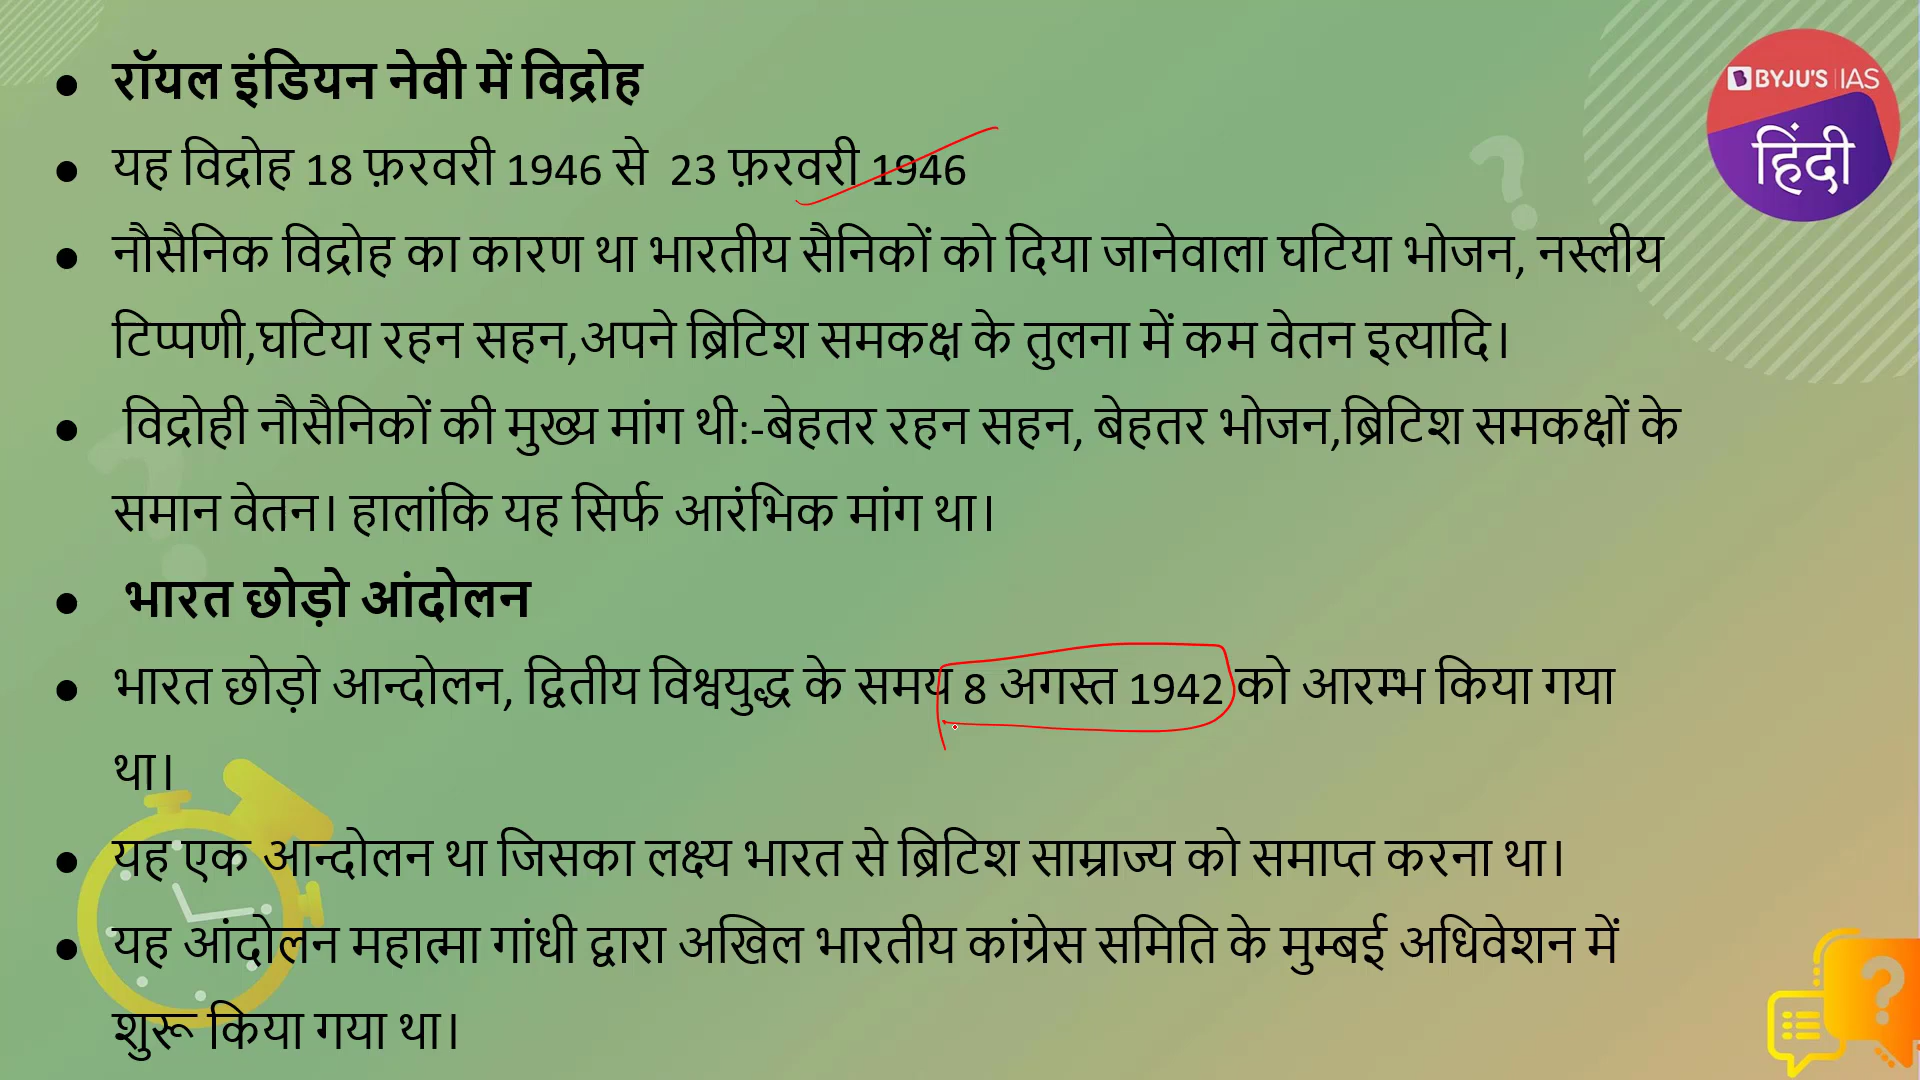 • रॉयल इंडियन नेवी में विद्रोह
• यह विद्रोह 18 फ़रवरी 1946 से 23 फ़रवरी 1946
• नौसैनिक विद्रोह का कारण था भारतीय सैनिकों को दिया जानेवाला घटिया भोजन, नस्लीय
टिप्पणी,घटिया रहन सहन,अपने ब्रिटिश समकक्ष के तुलना में कम वेतन इत्यादि।
• विद्रोही नौसैनिकों की मुख्य मांग थीः-बेहतर रहन सहन, बेहतर भोजन,ब्रिटिश समकक्षों के
समान वेतन। हालांकि यह सिर्फ आरंभिक मांग था।
• भारत छोड़ो आंदोलन
• भारत छोड़ो आन्दोलन, द्वितीय विश्वयुद्ध के समय 8 अगस्त 1942 को आरम्भ किया गया
था।
• यह एक आन्दोलन था जिसका लक्ष्य भारत से ब्रिटिश साम्राज्य को समाप्त करना था।
• यह आंदोलन महात्मा गांधी द्वारा अखिल भारतीय कांग्रेस समिति के मुम्बई अधिवेशन में
शुरू किया गया था।
BYJU'S IAS
हिंदी